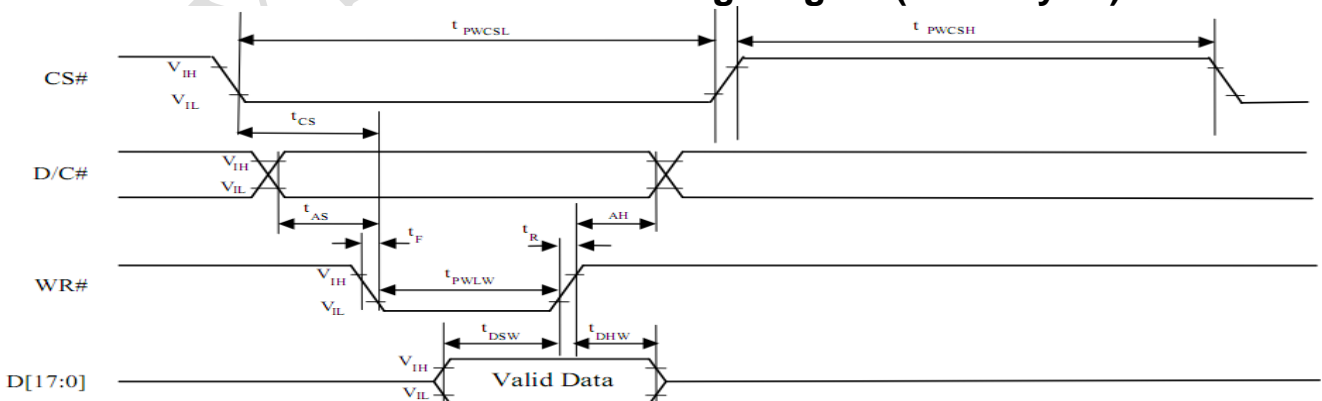 t PWCSL t PWCSH
CS# V IH
V IL
t CS
D/C# V IH
V IL
t AS AH
t F t R
WR# V IH t PWLW
V IL
t DSW t DHW
V IH
D[17:0] Valid Data
V IL